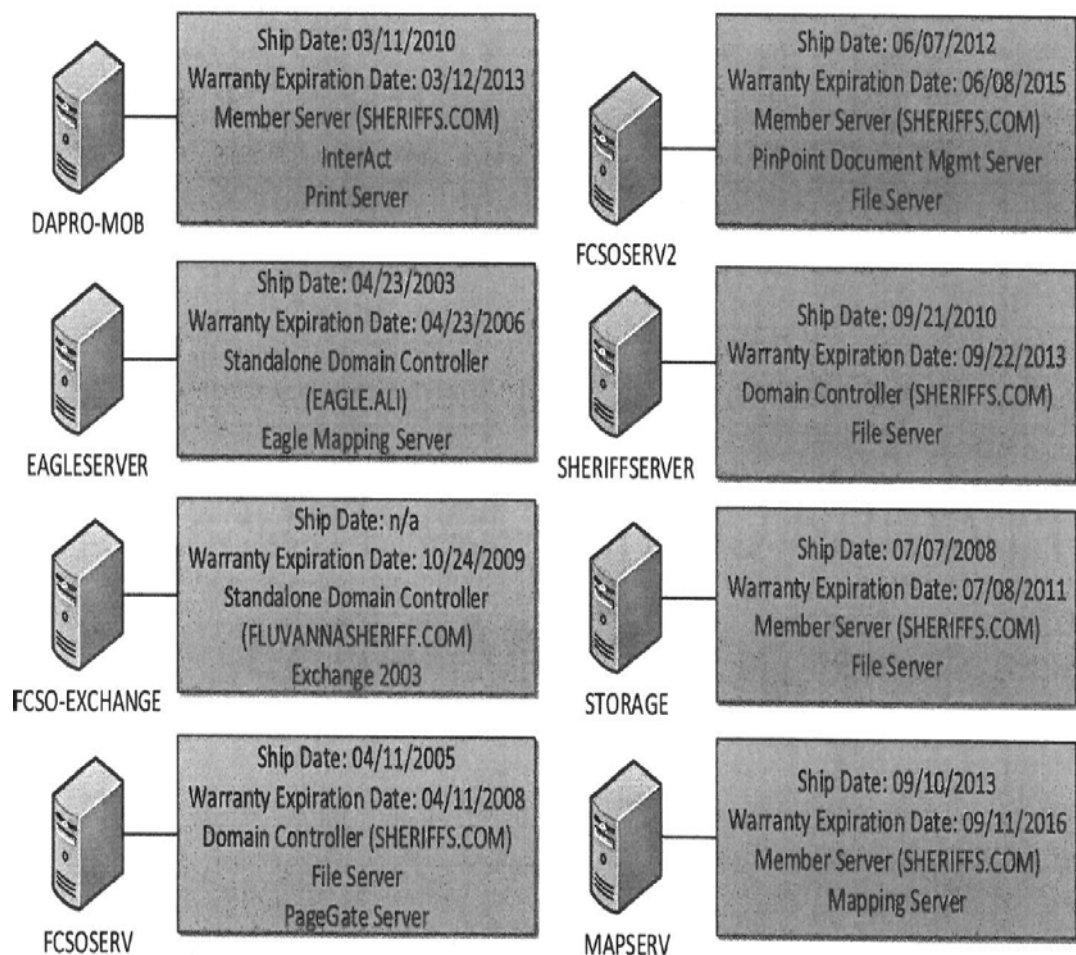 Ship Date: 03/11/2010
Warranty Expiration Date: 03/12/2013
Member Server (SHERIFFS.COM)
InterAct
Print Server
DAPRO-MOB
Ship Date: 06/07/2012
Warranty Expiration Date: 06/08/2015
Member Server (SHERIFFS.COM)
PinPoint Document Mgmt Server
File Server
FCSOSERV2
Ship Date: 04/23/2003
Warranty Expiration Date: 04/23/2006
Standalone Domain Controller
(EAGLE.ALI)
Eagle Mapping Server
EAGLESERVER
Ship Date: 09/21/2010
Warranty Expiration Date: 09/22/2013
Domain Controller (SHERIFFS.COM)
File Server
SHERIFFSERVER
Ship Date: n/a
Warranty Expiration Date: 10/24/2009
Standalone Domain Controller
(FLUVANNASHERIFF.COM)
Exchange 2003
FCSO-EXCHANGE
Ship Date: 07/07/2008
Warranty Expiration Date: 07/08/2011
Member Server (SHERIFFS.COM)
File Server
STORAGE
Ship Date: 04/11/2005
Warranty Expiration Date: 04/11/2008
Domain Controller (SHERIFFS.COM)
File Server
PageGate Server
FCSOSERV
Ship Date: 09/10/2013
Warranty Expiration Date: 09/11/2016
Member Server (SHERIFFS.COM)
Mapping Server
MAPSERV